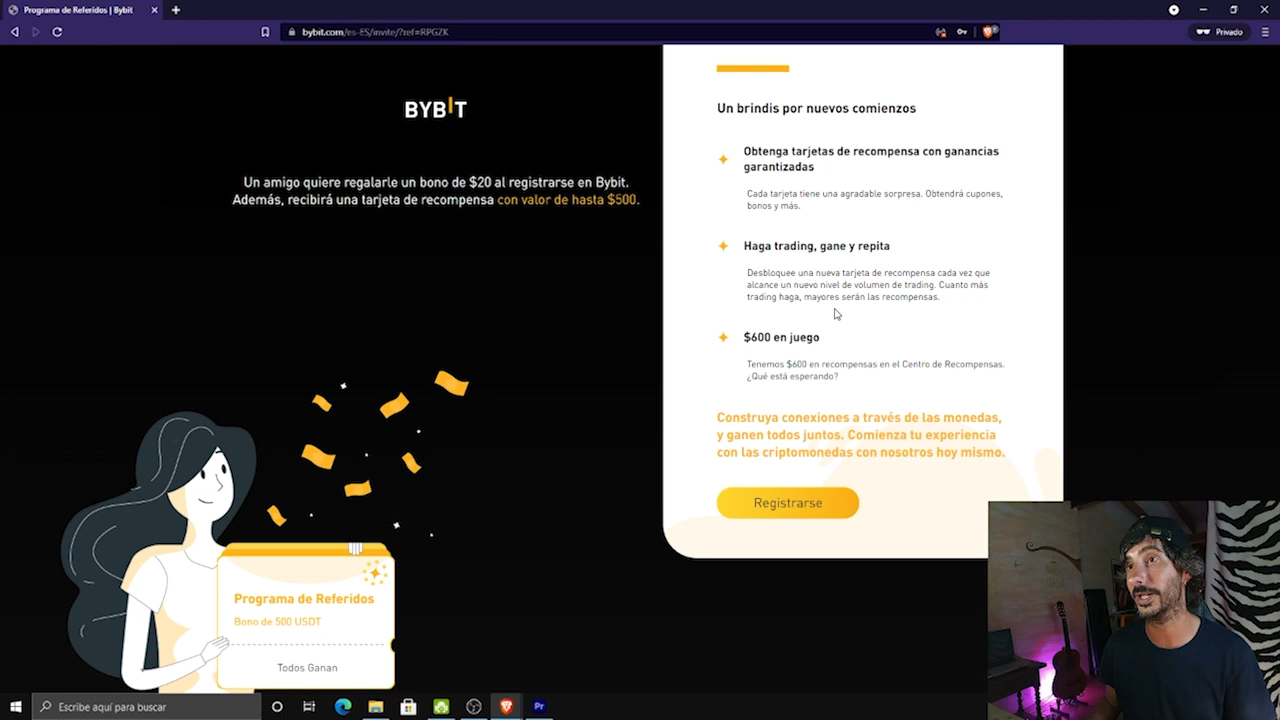 Programa de Referidos | Bybit
bybit.com/es-ES/invite/?ref=RPGZK
Privado
BYBIT
Un amigo quiere regalarle un bono de $20 al registrarse en Bybit.
Además, recibirá una tarjeta de recompensa con valor de hasta $500.
Un brindis por nuevos comienzos
Obtenga tarjetas de recompensa con ganancias
garantizadas
Cada tarjeta tiene una agradable sorpresa. Obtendrá cupones,
bonos y más.
Haga trading, gane y repita
Desbloquee una nueva tarjeta de recompensa cada vez que
alcance un nuevo nivel de volumen de trading. Cuanto más
trading haga, mayores serán las recompensas.
$600 en juego
Tenemos $600 en recompensas en el Centro de Recompensas.
¿Qué está esperando?
Construya conexiones a través de las monedas,
y ganen todos juntos. Comienza tu experiencia
con las criptomonedas con nosotros hoy mismo.
Registrarse
Programa de Referidos
Bono de 500 USDT
Todos Ganan
Escribe aquí para buscar
Pr